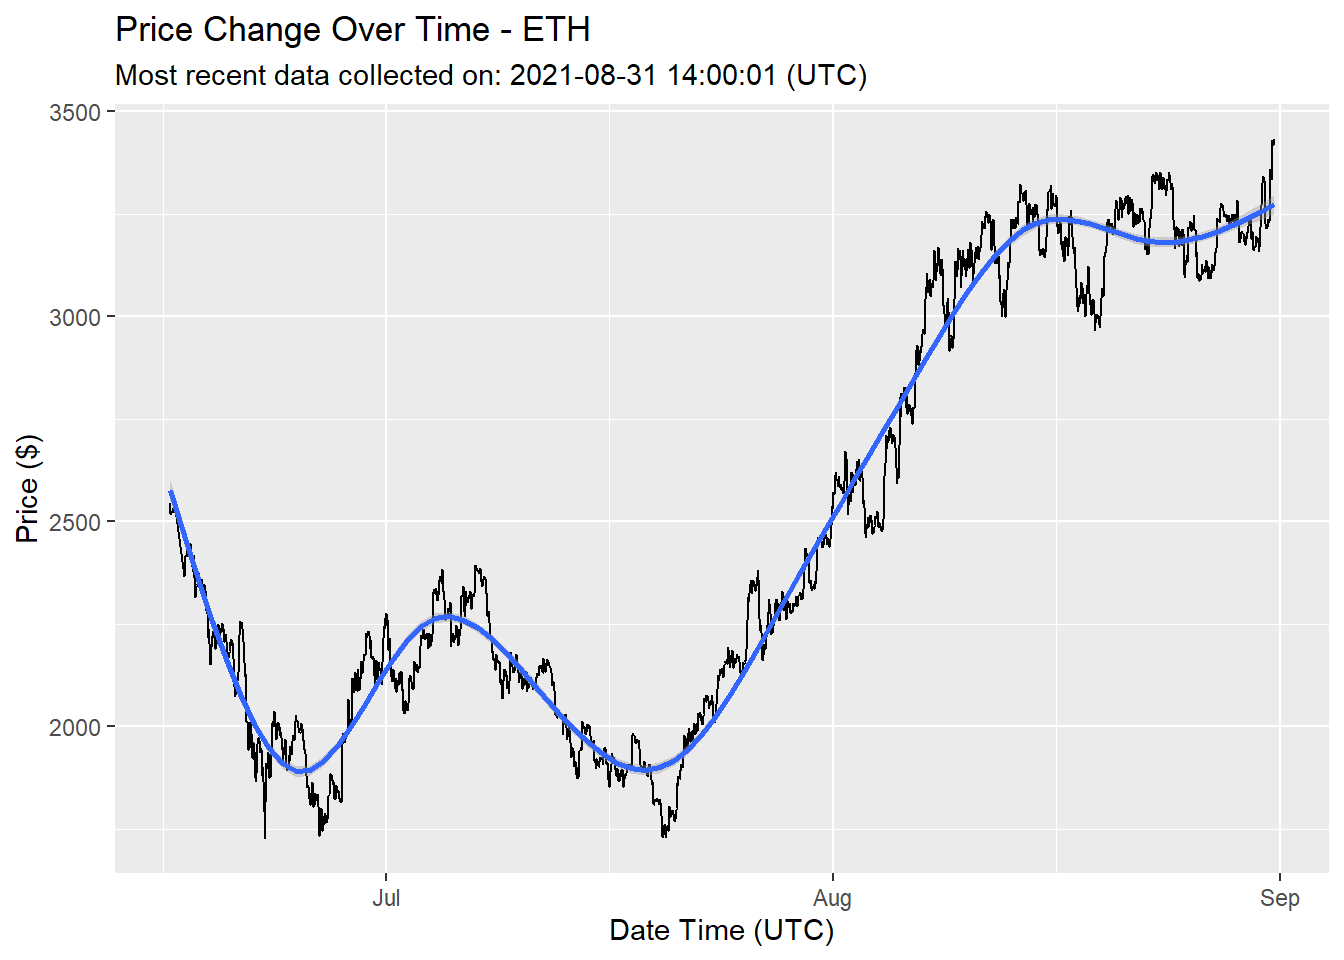 Price Change Over Time - ETH
Most recent data collected on: 2021-08-31 14:00:01 (UTC)
3500
3000
2500
2000
Price ($)
Jul
Aug
Sep
Date Time (UTC)